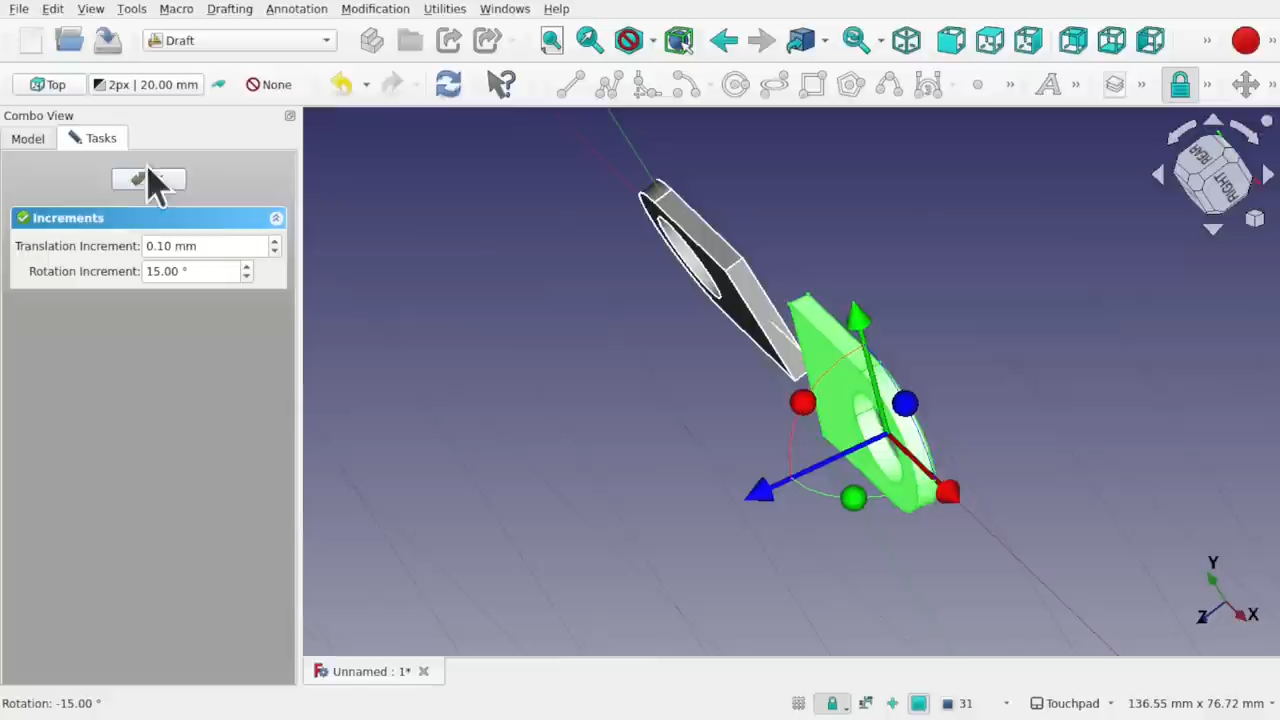 File Edit View Tools Macro Drafting Annotation Modification Utilities Windows Help
Draft
Top 2px | 20.00 mm None
Combo View
Model Tasks
Increments
Translation Increment: 0.10 mm
Rotation Increment: 15.00 °
REAR
RIGHT
Y
Z X
Unnamed : 1*
Rotation: -15.00 ° 31 Touchpad 136.55 mm x 76.72 mm